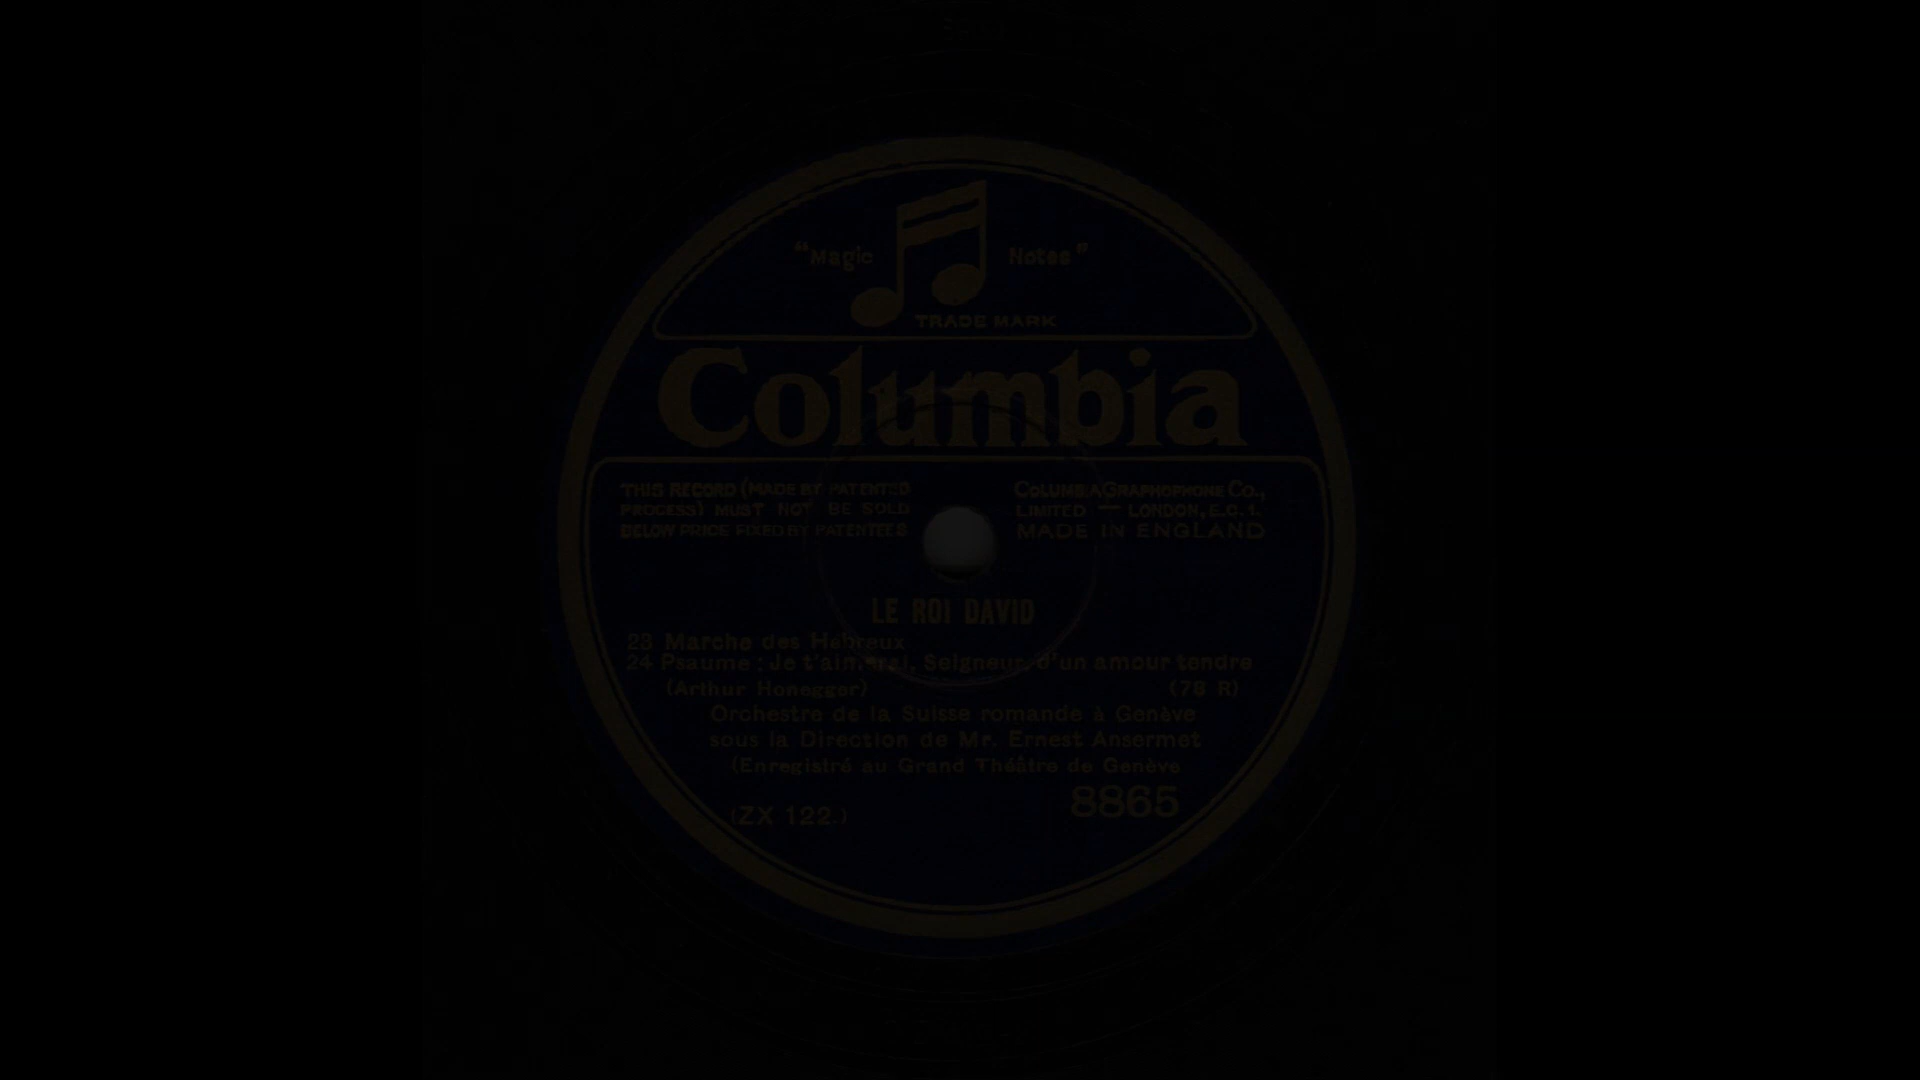 "Magic Notes"
TRADE MARK
Columbia
THIS RECORD (MADE BY PATENTED
PROCESS) MUST NOT BE SOLD
BELOW PRICE FIXED BY PATENTEES
COLUMBIA GRAPHOPHONE CO.,
LIMITED — LONDON, E.C. 1.
MADE IN ENGLAND
LE ROI DAVID
23 Marche des Hébreux
24 Psaume : Je t'aimerai, Seigneur, d'un amour tendre
(Arthur Honegger) (78 R)
Orchestre de la Suisse romande à Genève
sous la Direction de Mr. Ernest Ansermet
(Enregistré au Grand Théâtre de Genève
(ZX 122.) 8865